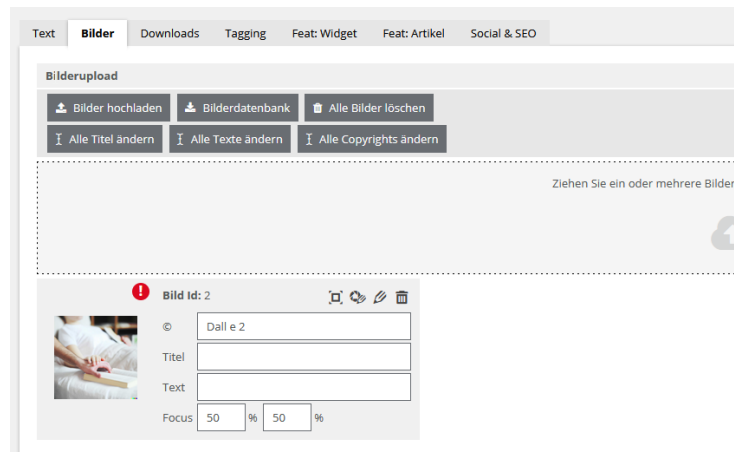 Text Bilder Downloads Tagging Feat: Widget Feat: Artikel Social & SEO
Bilderupload
Bilder hochladen Bilderdatenbank Alle Bilder löschen
Alle Titel ändern Alle Texte ändern Alle Copyrights ändern
Ziehen Sie ein oder mehrere Bilder
Bild Id: 2
© Dall e 2
Titel
Text
Focus 50 % 50 %